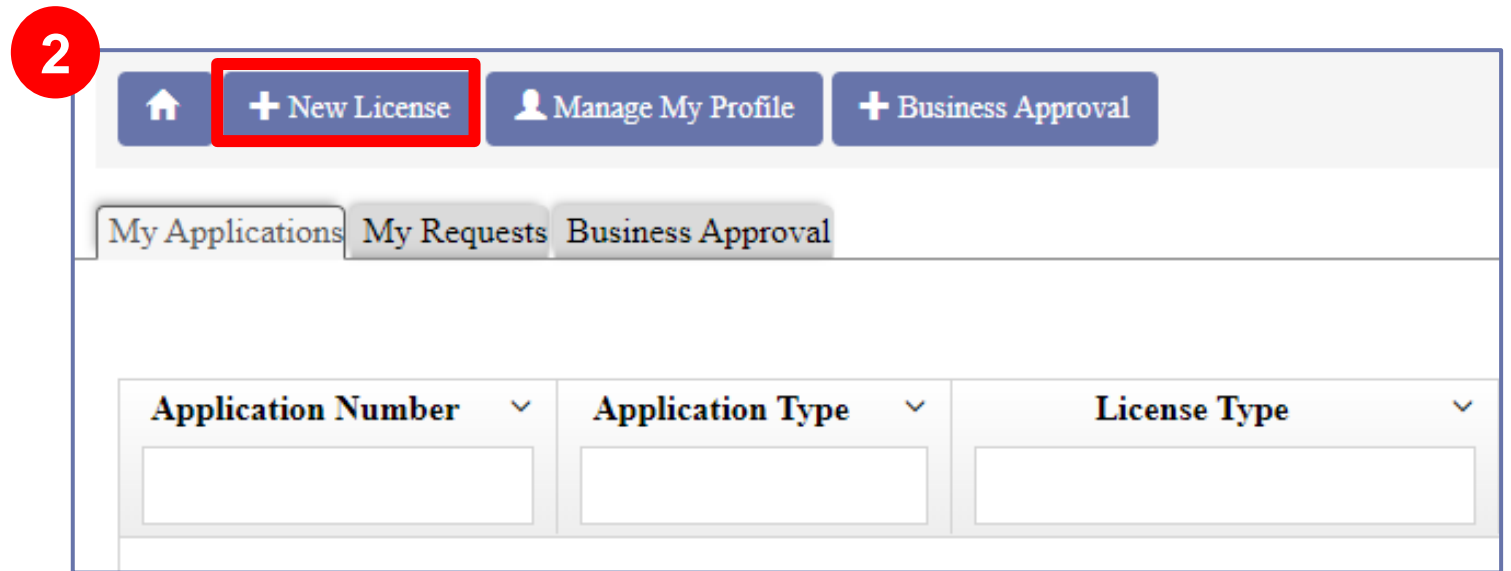 2
New License Manage My Profile Business Approval
My Applications My Requests Business Approval
Application Number Application Type License Type